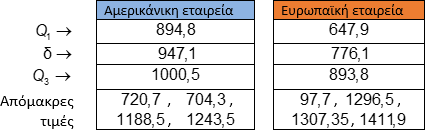 Αμερικάνικη εταιρεία Ευρωπαϊκή εταιρεία
Q1 → 894,8 647,9
δ → 947,1 776,1
Q3 → 1000,5 893,8
Απόμακρες 720,7 , 704,3 , 97,7 , 1296,5 ,
τιμές 1188,5 , 1243,5 1307,35 , 1411,9